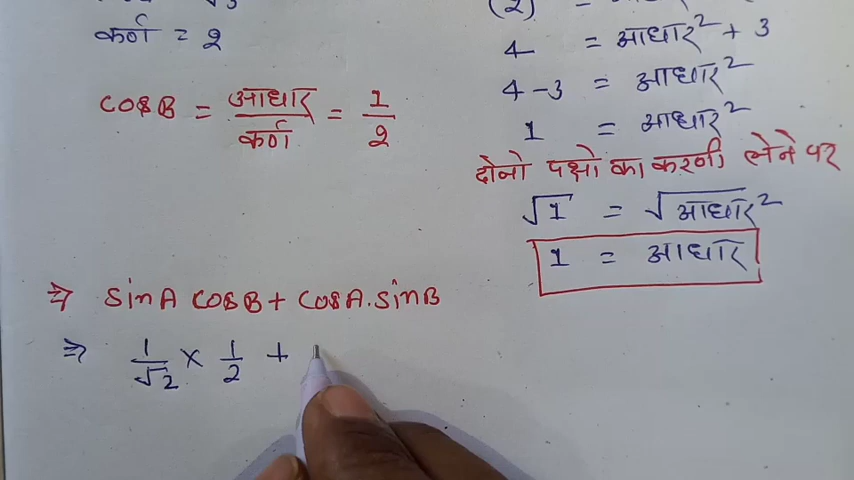 कर्ण = 2
cosB = आधार/कर्ण = 1/2
⇒ sinA cosB + cosA.sinB
⇒ 1/√2 × 1/2 +
4 = आधार² + 3
4 - 3 = आधार²
1 = आधार²
दोनो पक्षो का करनी लेने पर
√1 = √आधार²
1 = आधार